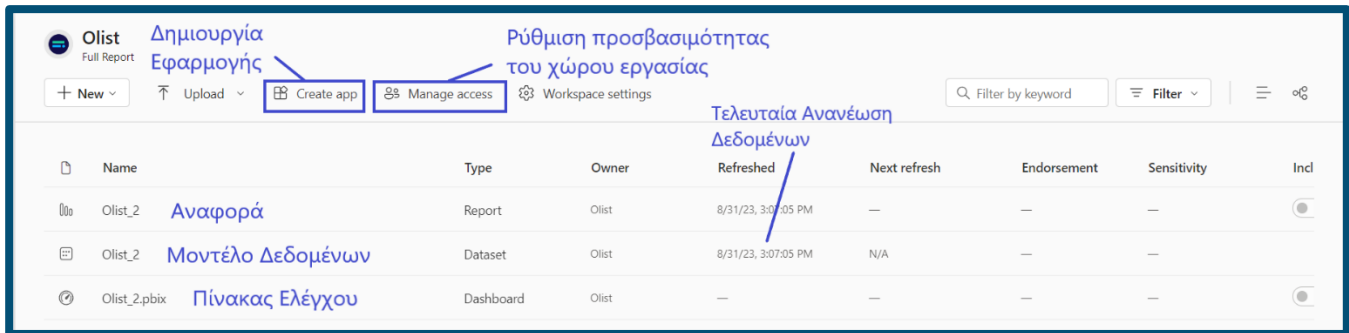 Olist
Full Report
Δημιουργία
Εφαρμογής
Ρύθμιση προσβασιμότητας
του χώρου εργασίας
New Upload Create app Manage access Workspace settings Filter by keyword Filter
Τελευταία Ανανέωση
Δεδομένων
Name Type Owner Refreshed Next refresh Endorsement Sensitivity Incl
Olist_2 Αναφορά Report Olist 8/31/23, 3:07:05 PM — — —
Olist_2 Μοντέλο Δεδομένων Dataset Olist 8/31/23, 3:07:05 PM N/A — —
Olist_2.pbix Πίνακας Ελέγχου Dashboard Olist — — — —